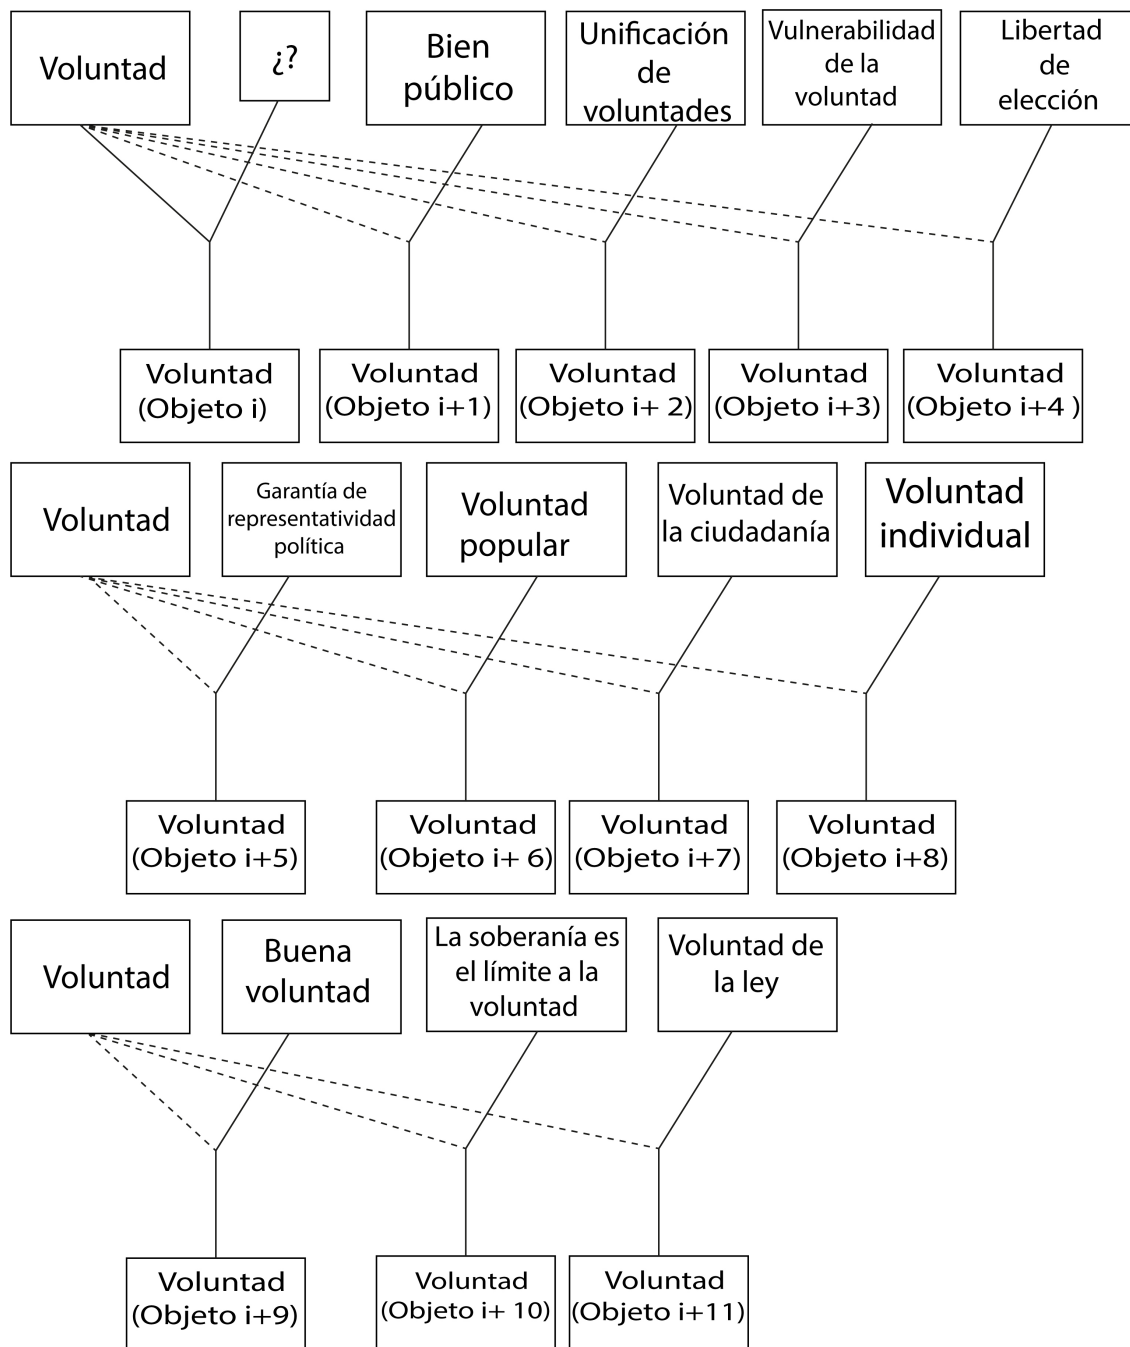 Voluntad
¿?
Bien
público
Unificación
de
voluntades
Vulnerabilidad
de la
voluntad
Libertad
de
elección
Voluntad
(Objeto i)
Voluntad
(Objeto i+1)
Voluntad
(Objeto i+ 2)
Voluntad
(Objeto i+3)
Voluntad
(Objeto i+4 )
Voluntad
Garantía de
representatividad
política
Voluntad
popular
Voluntad de
la ciudadanía
Voluntad
individual
Voluntad
(Objeto i+5)
Voluntad
(Objeto i+ 6)
Voluntad
(Objeto i+7)
Voluntad
(Objeto i+8)
Voluntad
Buena
voluntad
La soberanía es
el límite a la
voluntad
Voluntad de
la ley
Voluntad
(Objeto i+9)
Voluntad
(Objeto i+ 10)
Voluntad
(Objeto i+11)